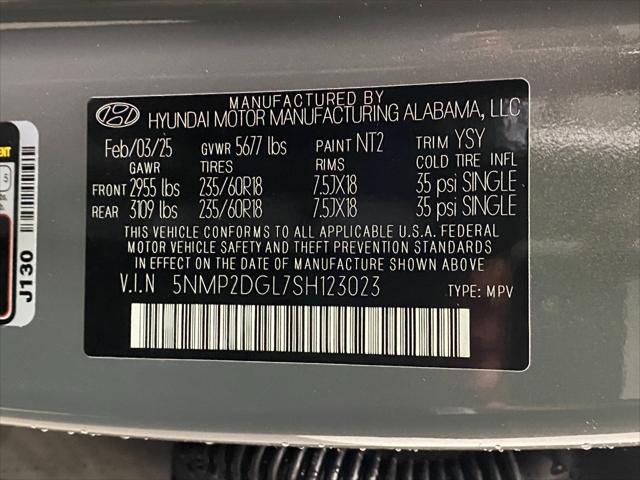 MANUFACTURED BY
HYUNDAI MOTOR MANUFACTURING ALABAMA, LLC
Feb/03/25 GVWR 5677 lbs PAINT NT2 TRIM YSY
GAWR TIRES RIMS COLD TIRE INFL
FRONT 2955 lbs 235/60R18 7.5JX18 35 psi SINGLE
REAR 3109 lbs 235/60R18 7.5JX18 35 psi SINGLE
THIS VEHICLE CONFORMS TO ALL APPLICABLE U.S.A. FEDERAL
MOTOR VEHICLE SAFETY AND THEFT PREVENTION STANDARDS
IN EFFECT ON THE DATE OF MANUFACTURE SHOWN ABOVE.
V.I.N 5NMP2DGL7SH123023 TYPE: MPV
J130
5